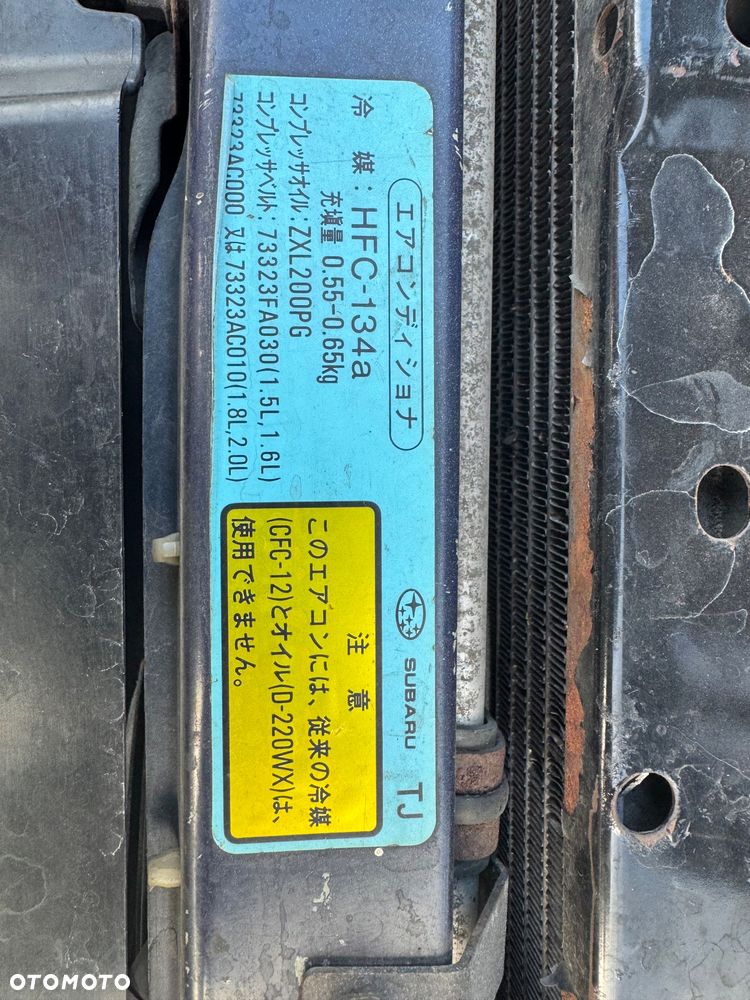 エアコンディショナ
冷 媒 : HFC-134a
充塡量 0.55-0.65kg
コンプレッサオイル : ZXL200PG
コンプレッサベルト : 73323FA030(1.5L,1.6L)
73323AC000 又は 73323AC010(1.8L,2.0L)
SUBARU TJ
注 意
このエアコンには、従来の冷媒
(CFC-12)とオイル(D-220WX)は、
使用できません。
OTOMOTO